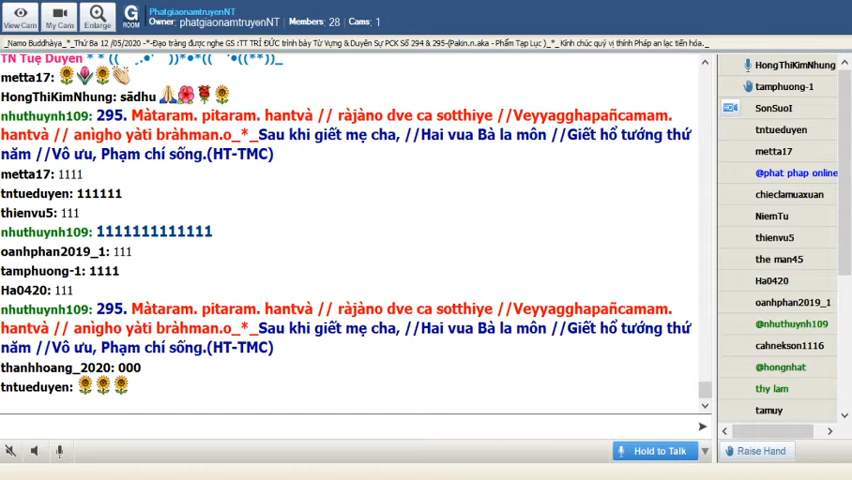 View Cam
My Cam
Enlarge
G
ROOM
PhatgiaonamtruyenNT
Owner: phatgiaonamtruyenNT
Members: 28
Cams: 1
_Namo Buddhàya_*_Thứ Ba 12 /05/2020 -*-Đạo tràng được nghe GS :TT TRÍ ĐỨC trình bày Từ Vựng & Duyên Sự PCK Số 294 & 295-(Pakin.n.aka - Phẩm Tạp Lục )_*_Kính chúc quý vị thính Pháp an lạc tiến hóa._
TN Tuệ Duyên
metta17:
HongThiKimNhung: sādhu
nhuthuynh109: 295. Màtaram. pitaram. hantvà // ràjàno dve ca sotthiye //Veyyagghapañcamam.
hantvà // anìgho yàti bràhman.o_*_Sau khi giết mẹ cha, //Hai vua Bà la môn //Giết hổ tướng thứ
năm //Vô ưu, Phạm chí sống.(HT-TMC)
metta17: 1111
tntueduyen: 111111
thienvu5: 111
nhuthuynh109: 1111111111111
oanhphan2019_1: 111
tamphuong-1: 1111
Ha0420: 111
nhuthuynh109: 295. Màtaram. pitaram. hantvà // ràjàno dve ca sotthiye //Veyyagghapañcamam.
hantvà // anìgho yàti bràhman.o_*_Sau khi giết mẹ cha, //Hai vua Bà la môn //Giết hổ tướng thứ
năm //Vô ưu, Phạm chí sống.(HT-TMC)
thanhhoang_2020: 000
tntueduyen:
Hold to Talk
HongThiKimNhung
tamphuong-1
HD
SonSuoI
tntueduyen
metta17
@phat phap online
chieclamuaxuan
NiemTu
thienvu5
the man45
Ha0420
oanhphan2019_1
@nhuthuynh109
cahnekson1116
@hongnhat
thy lam
tamuy
Raise Hand